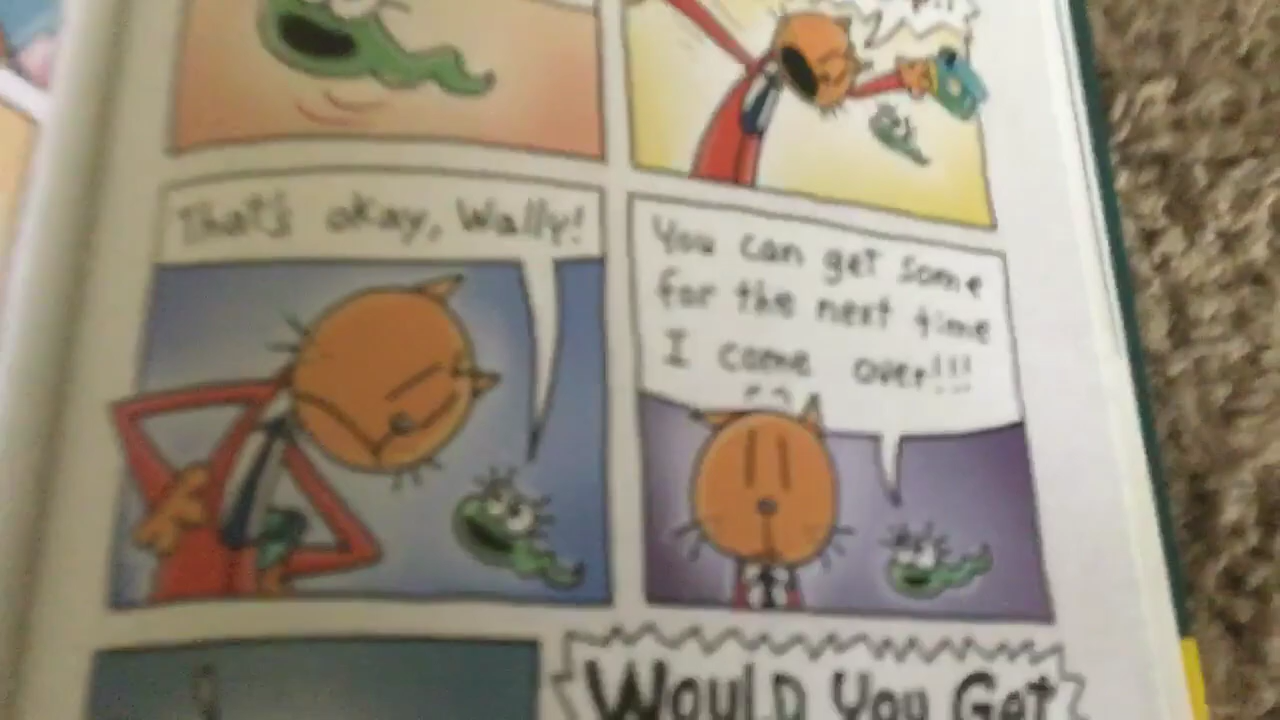 That's okay, Wally!
You can get some
for the next time
I come over!!!
Would You Get